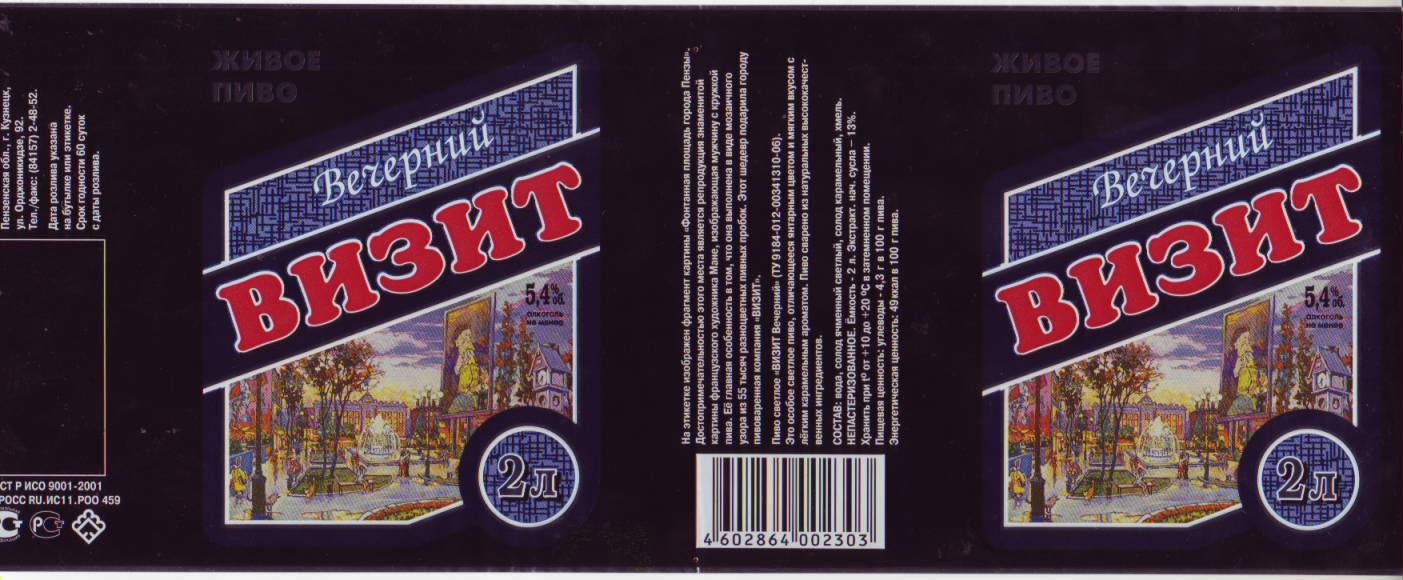 Пензенская обл., г. Кузнецк,
ул. Орджоникидзе, 92.
Тел./факс: (84157) 2-48-52.
Дата розлива указана
на бутылке или этикетке.
Срок годности 60 суток
с даты розлива.
СТ Р ИСО 9001-2001
РОСС RU.ИС11.РОО 459
ЖИВОЕ
ПИВО
Вечерний
ВИЗИТ
5,4% об.
алкоголь
не менее
2л
На этикетке изображен фрагмент картины «Фонтанная площадь города Пензы».
Достопримечательностью этого места является репродукция знаменитой
картины французского художника Мане, изображающая мужчину с кружкой
пива. Её главная особенность в том, что она выполнена в виде мозаичного
узора из 55 тысяч разноцветных пивных пробок. Этот шедевр подарила городу
пивоваренная компания «ВИЗИТ».
Пиво светлое «ВИЗИТ Вечерний» (ТУ 9184-012-00341310-06).
Это особое светлое пиво, отличающееся янтарным цветом и мягким вкусом с
лёгким карамельным ароматом. Пиво сварено из натуральных высококачест-
венных ингредиентов.
СОСТАВ: вода, солод ячменный светлый, солод карамельный, хмель.
НЕПАСТЕРИЗОВАННОЕ. Ёмкость - 2 л. Экстракт. нач. сусла – 13%.
Хранить при t° от +10 до +20 °С в затемненном помещении.
Пищевая ценность: углеводы - 4,3 г в 100 г пива.
Энергетическая ценность: 49 ккал в 100 г пива.
4 602864 002303
ЖИВОЕ
ПИВО
Вечерний
ВИЗИТ
5,4% об.
алкоголь
не менее
2л